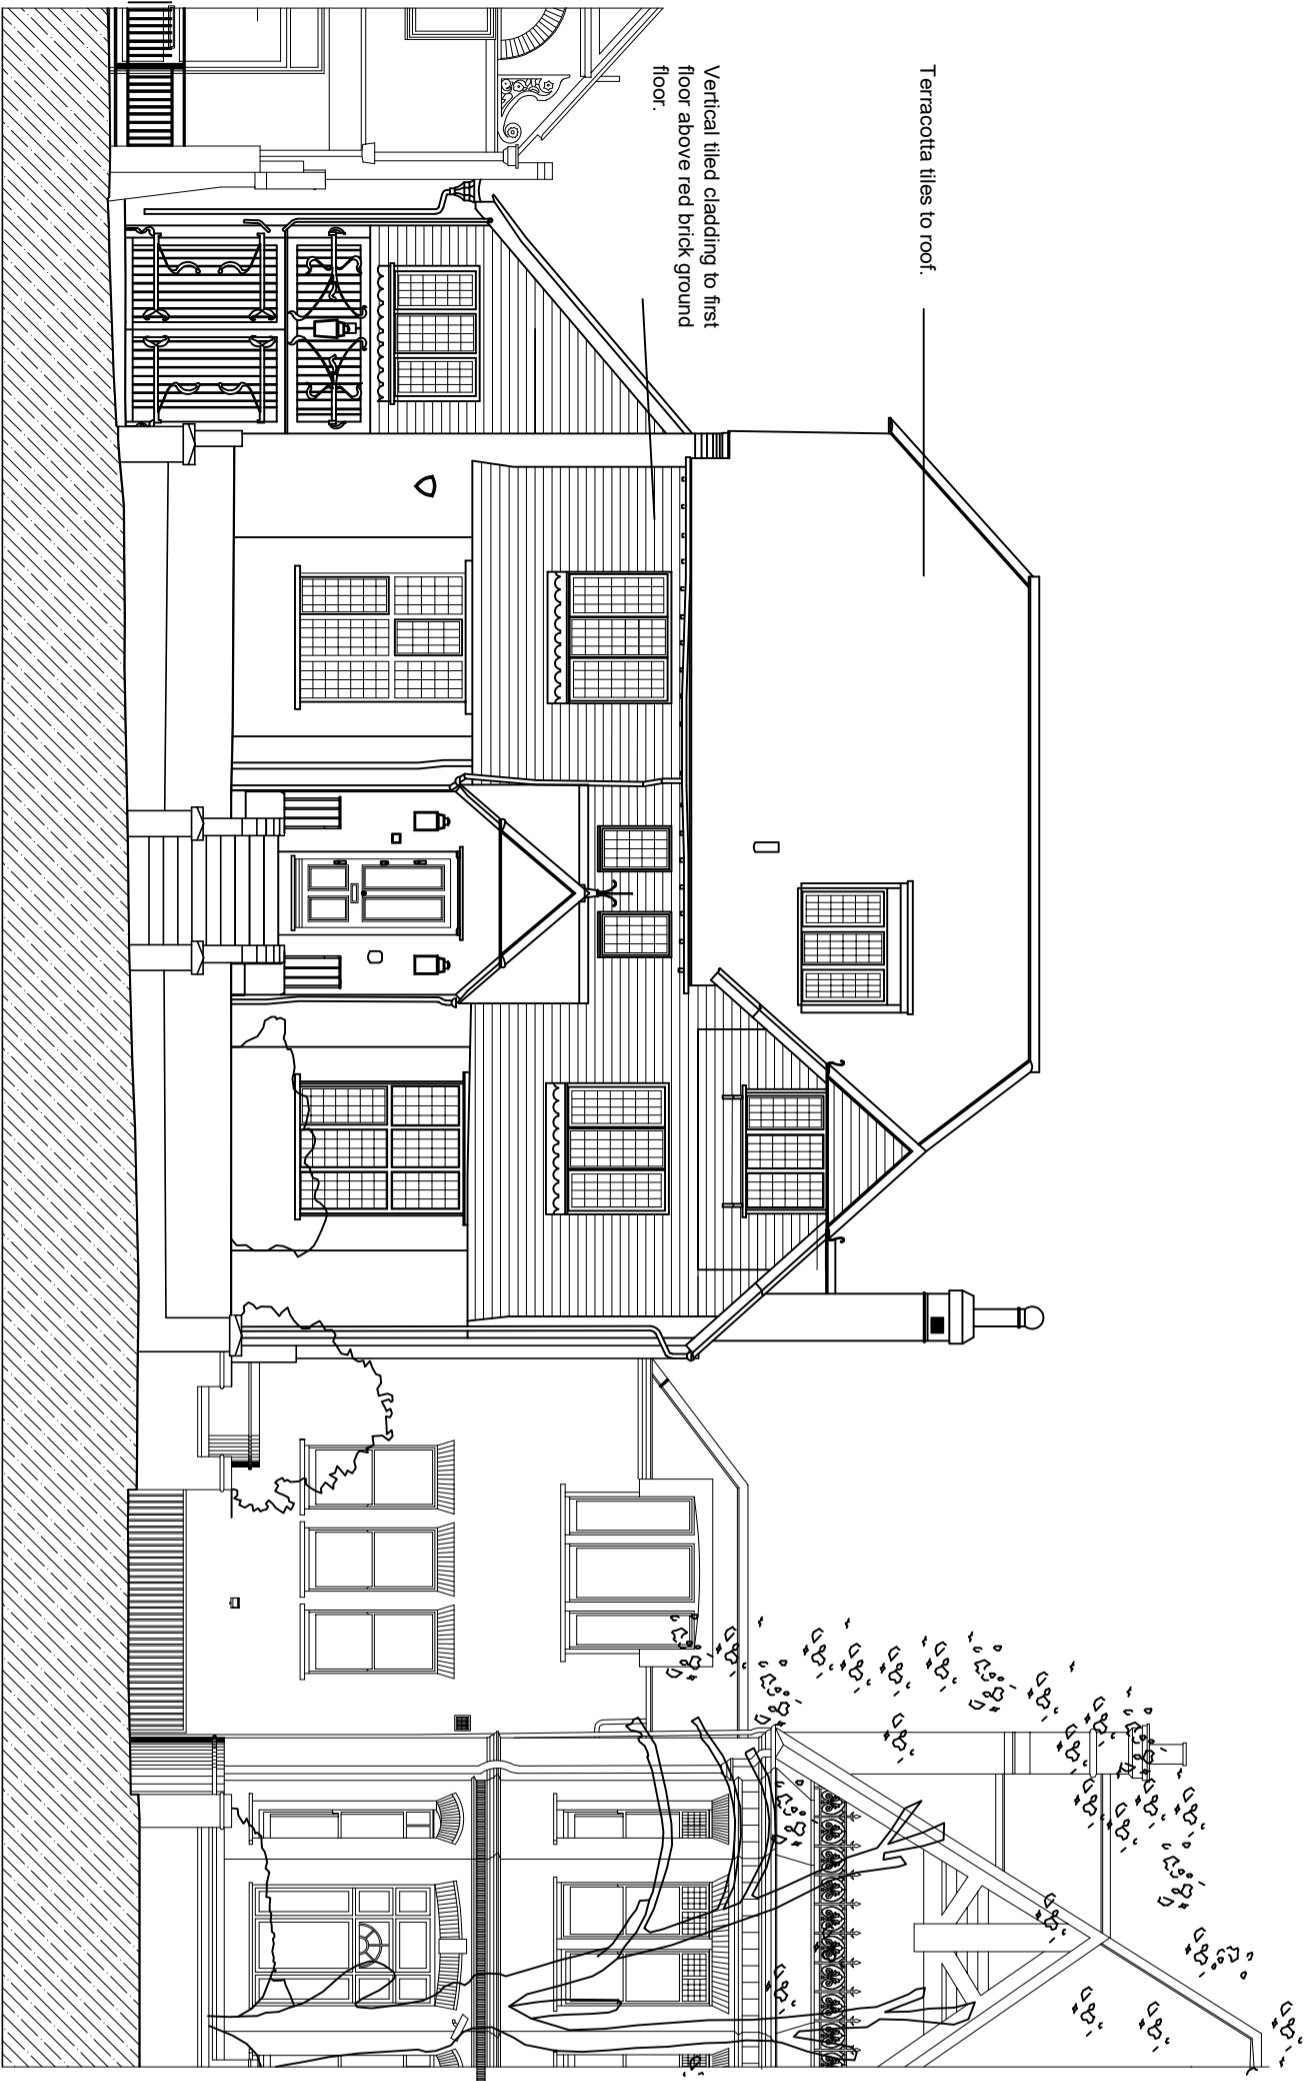 Terracotta tiles to roof.
Vertical tiled cladding to first
floor above red brick ground
floor.